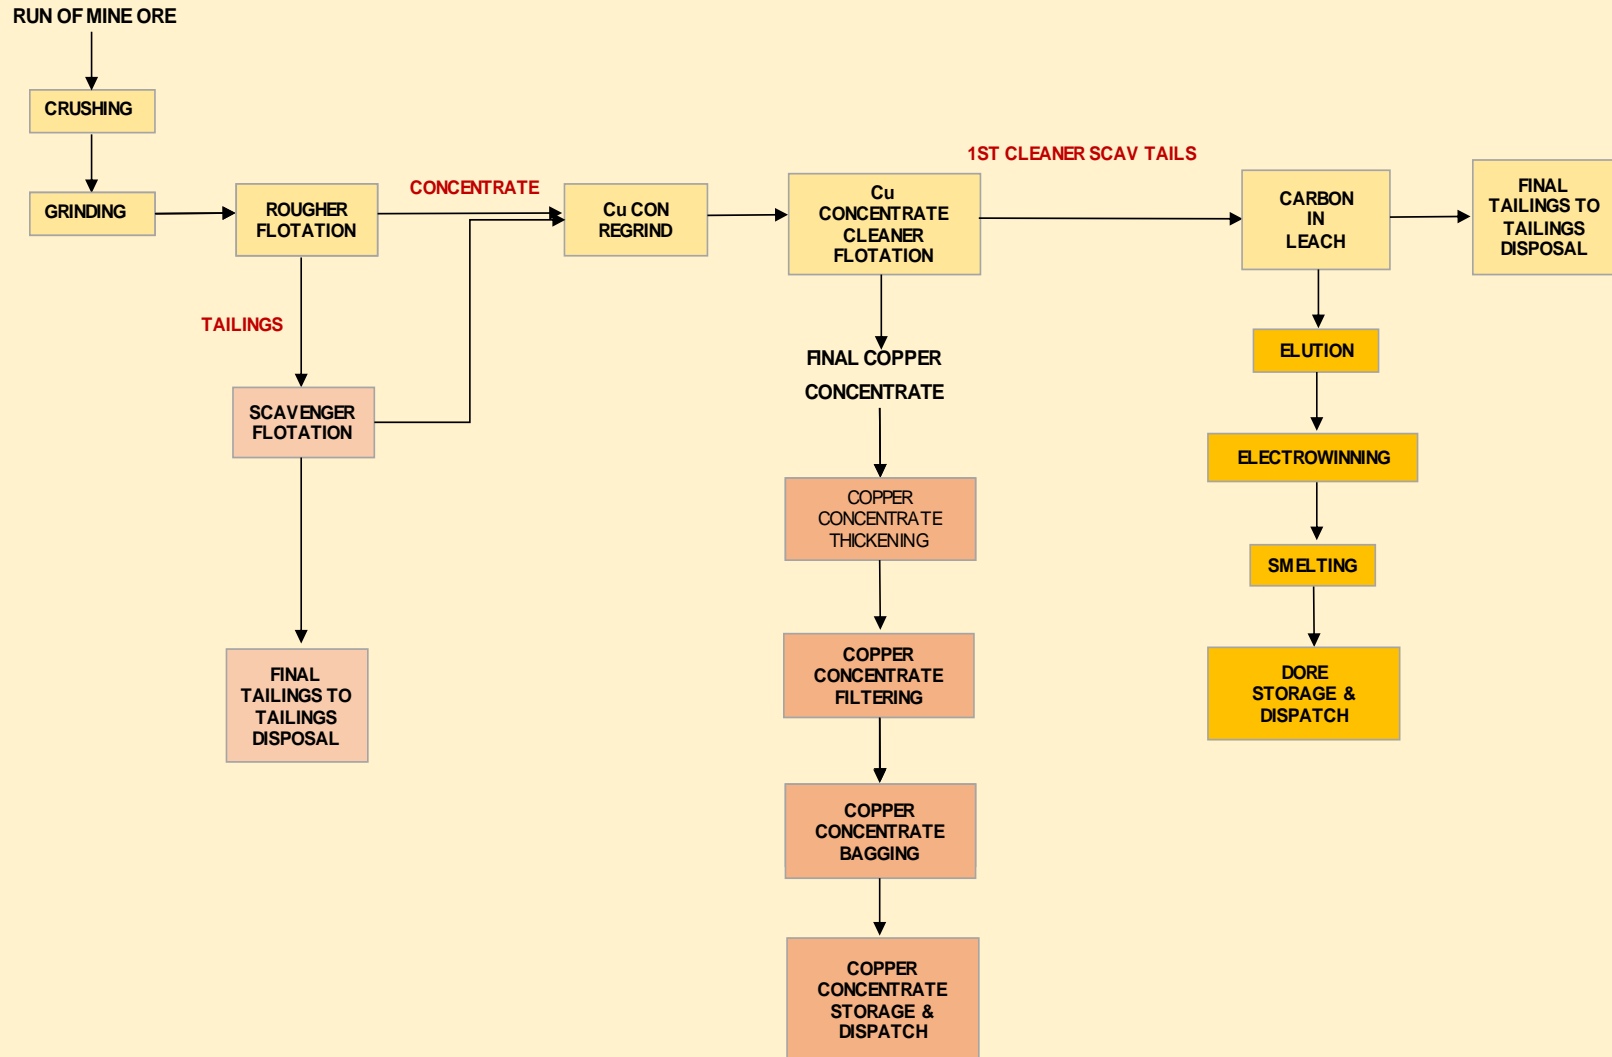 RUN OF MINE ORE
CRUSHING
GRINDING
ROUGHER
FLOTATION
CONCENTRATE
TAILINGS
SCAVENGER
FLOTATION
FINAL
TAILINGS TO
TAILINGS
DISPOSAL
Cu CON
REGRIND
Cu
CONCENTRATE
CLEANER
FLOTATION
FINAL COPPER
CONCENTRATE
COPPER
CONCENTRATE
THICKENING
COPPER
CONCENTRATE
FILTERING
COPPER
CONCENTRATE
BAGGING
COPPER
CONCENTRATE
STORAGE &
DISPATCH
1ST CLEANER SCAV TAILS
CARBON
IN
LEACH
FINAL
TAILINGS TO
TAILINGS
DISPOSAL
ELUTION
ELECTROWINNING
SMELTING
DORE
STORAGE &
DISPATCH